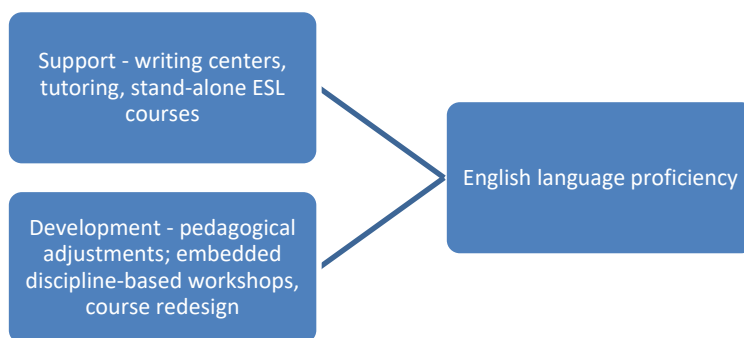 Support - writing centers,
tutoring, stand-alone ESL
courses
English language proficiency
Development - pedagogical
adjustments; embedded
discipline-based workshops,
course redesign